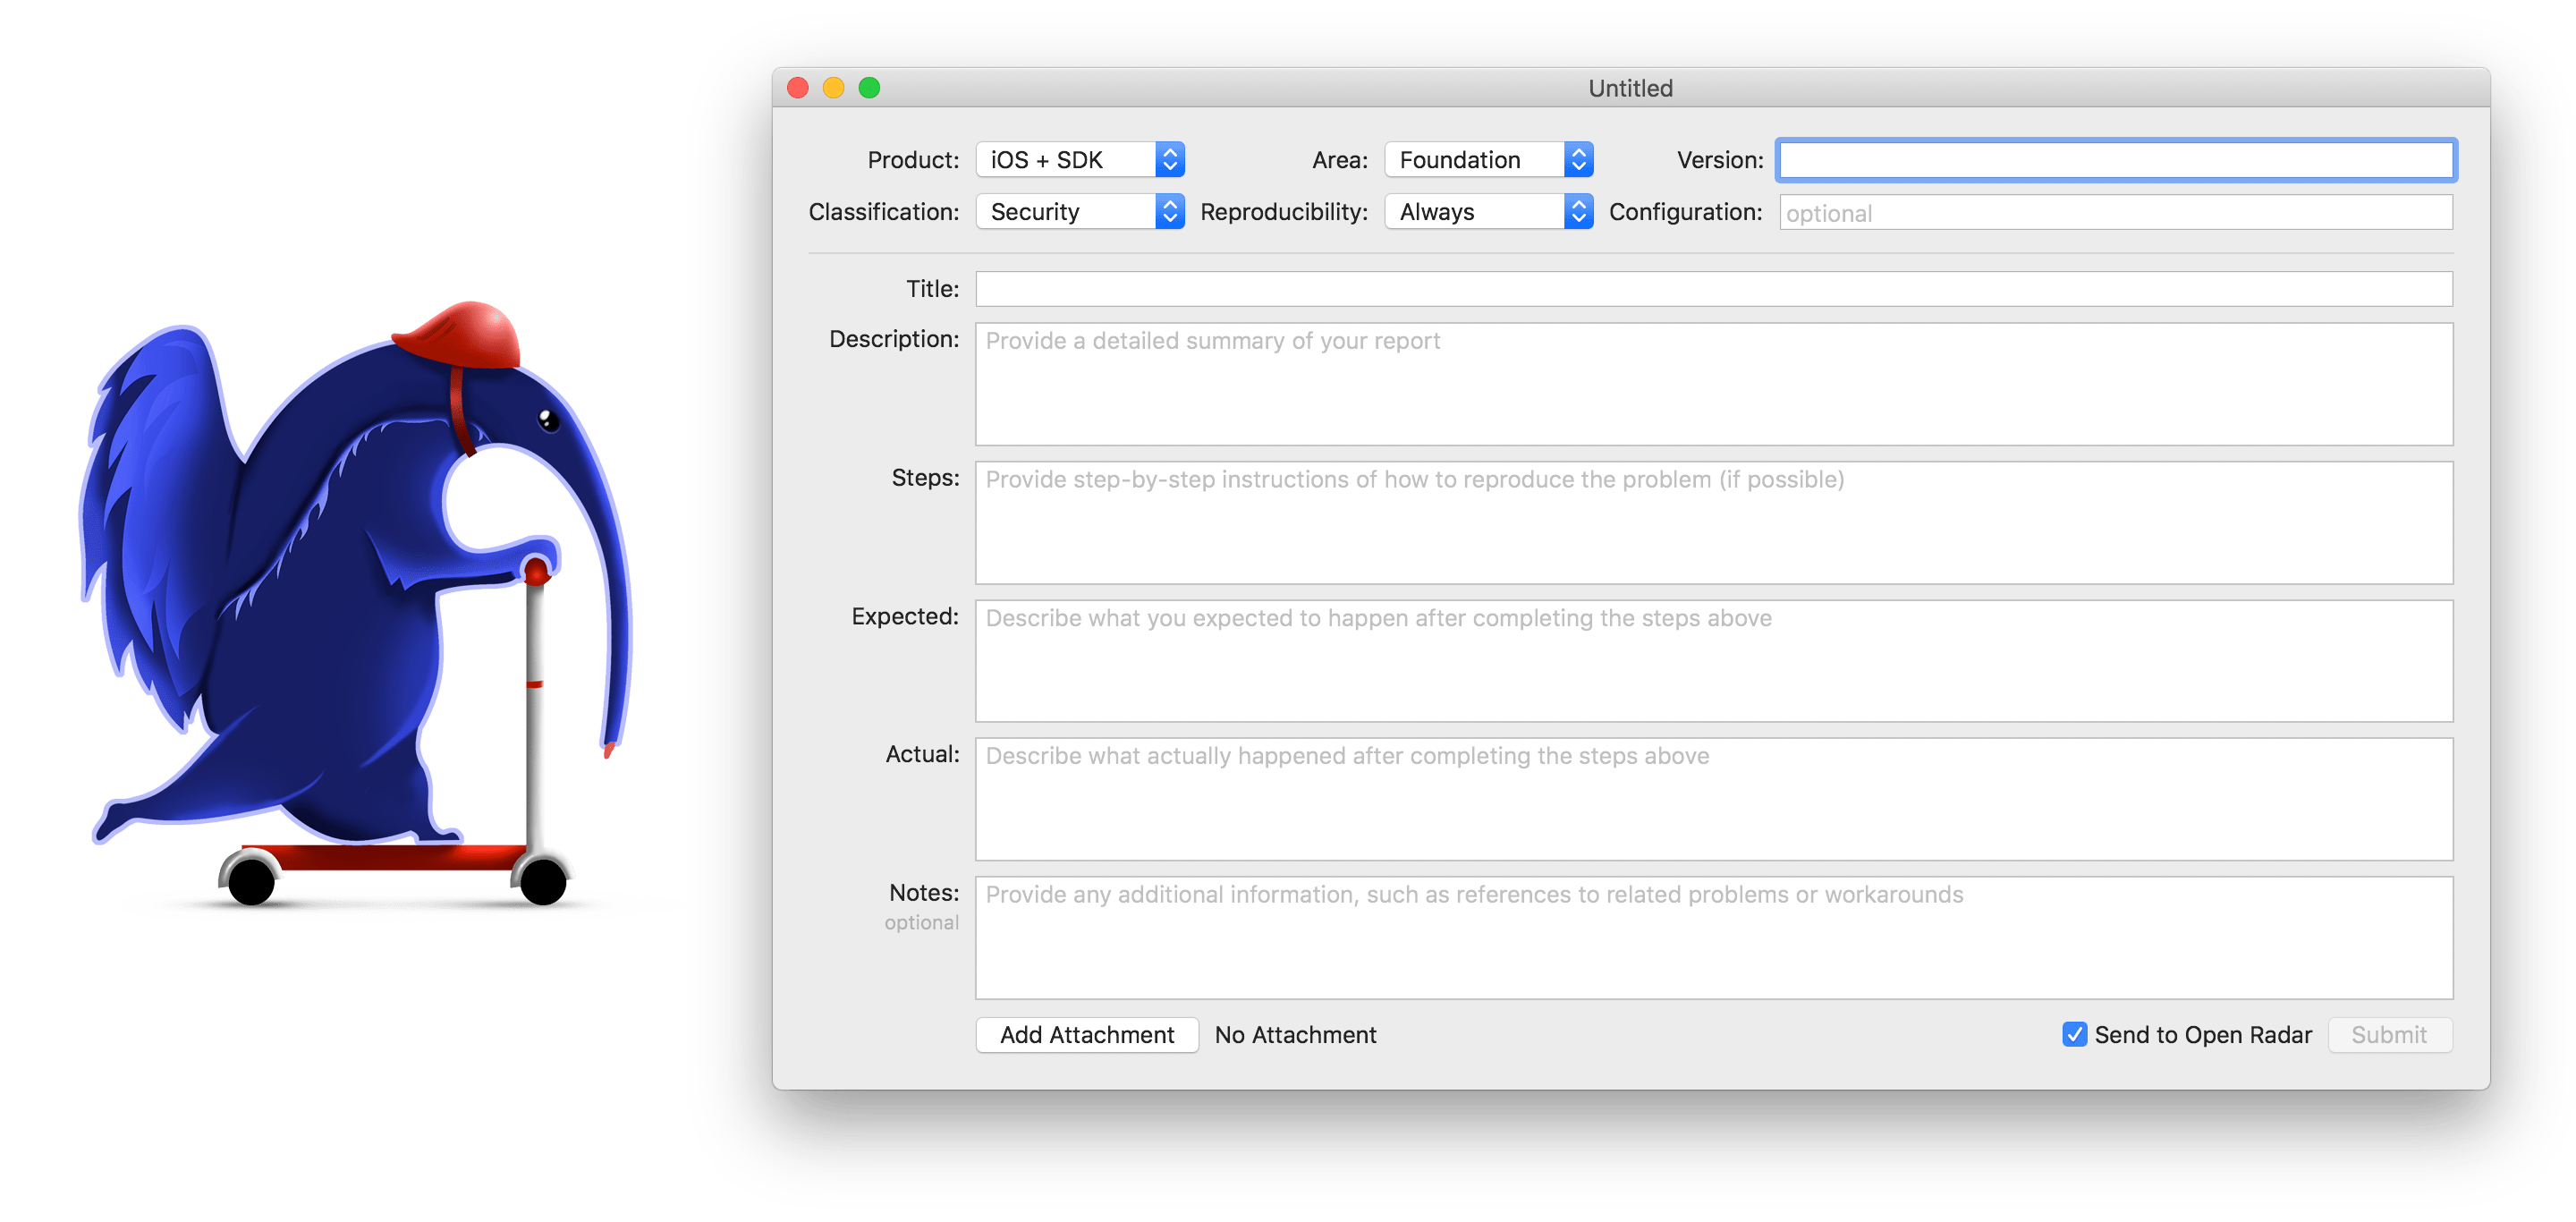 Untitled
Product: iOS + SDK Area: Foundation Version:
Classification: Security Reproducibility: Always Configuration: optional
Title:
Description: Provide a detailed summary of your report
Steps: Provide step-by-step instructions of how to reproduce the problem (if possible)
Expected: Describe what you expected to happen after completing the steps above
Actual: Describe what actually happened after completing the steps above
Notes: Provide any additional information, such as references to related problems or workarounds
optional
Add Attachment No Attachment Send to Open Radar Submit